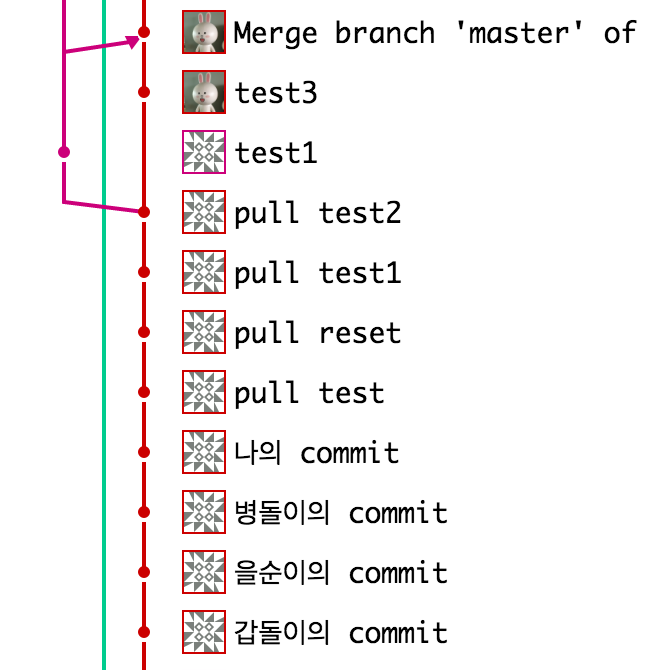 Merge branch 'master' of
test3
test1
pull test2
pull test1
pull reset
pull test
나의 commit
병돌이의 commit
을순이의 commit
갑돌이의 commit